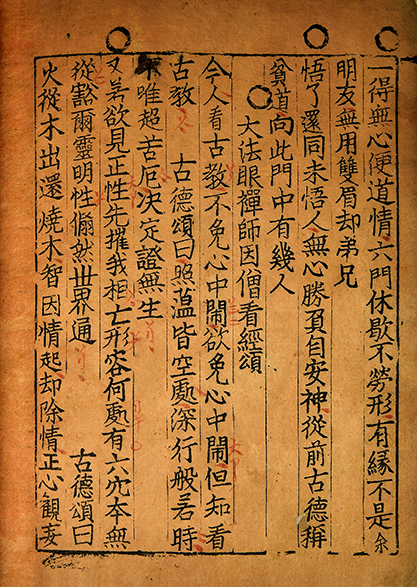 一得無心便道情六門休歇不勞形有緣不是余
朋友無用雙眉却弟兄
悟了還同未悟人無心勝負自安神從前古德稱
貧道向此門中有幾人
○大法眼禪師因僧看經頌
今人看古教不免心中鬧欲免心中鬧但知看
古教 古德頌曰照薀皆空處深行般若時
不唯超苦厄決定證無生
又若欲見正性先摧我相亡形容何處有六穴本無
從豁爾靈明性翛然世界通 古德頌曰
火從木出還燒木智因情起却除情正心觀妄